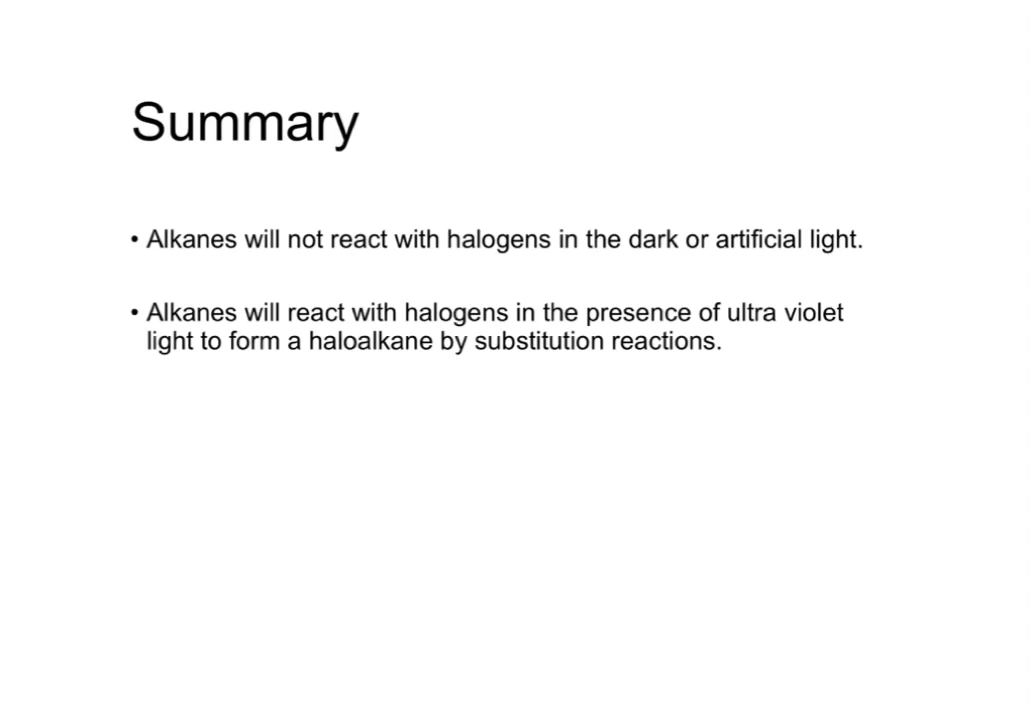 Summary
• Alkanes will not react with halogens in the dark or artificial light.
• Alkanes will react with halogens in the presence of ultra violet
light to form a haloalkane by substitution reactions.